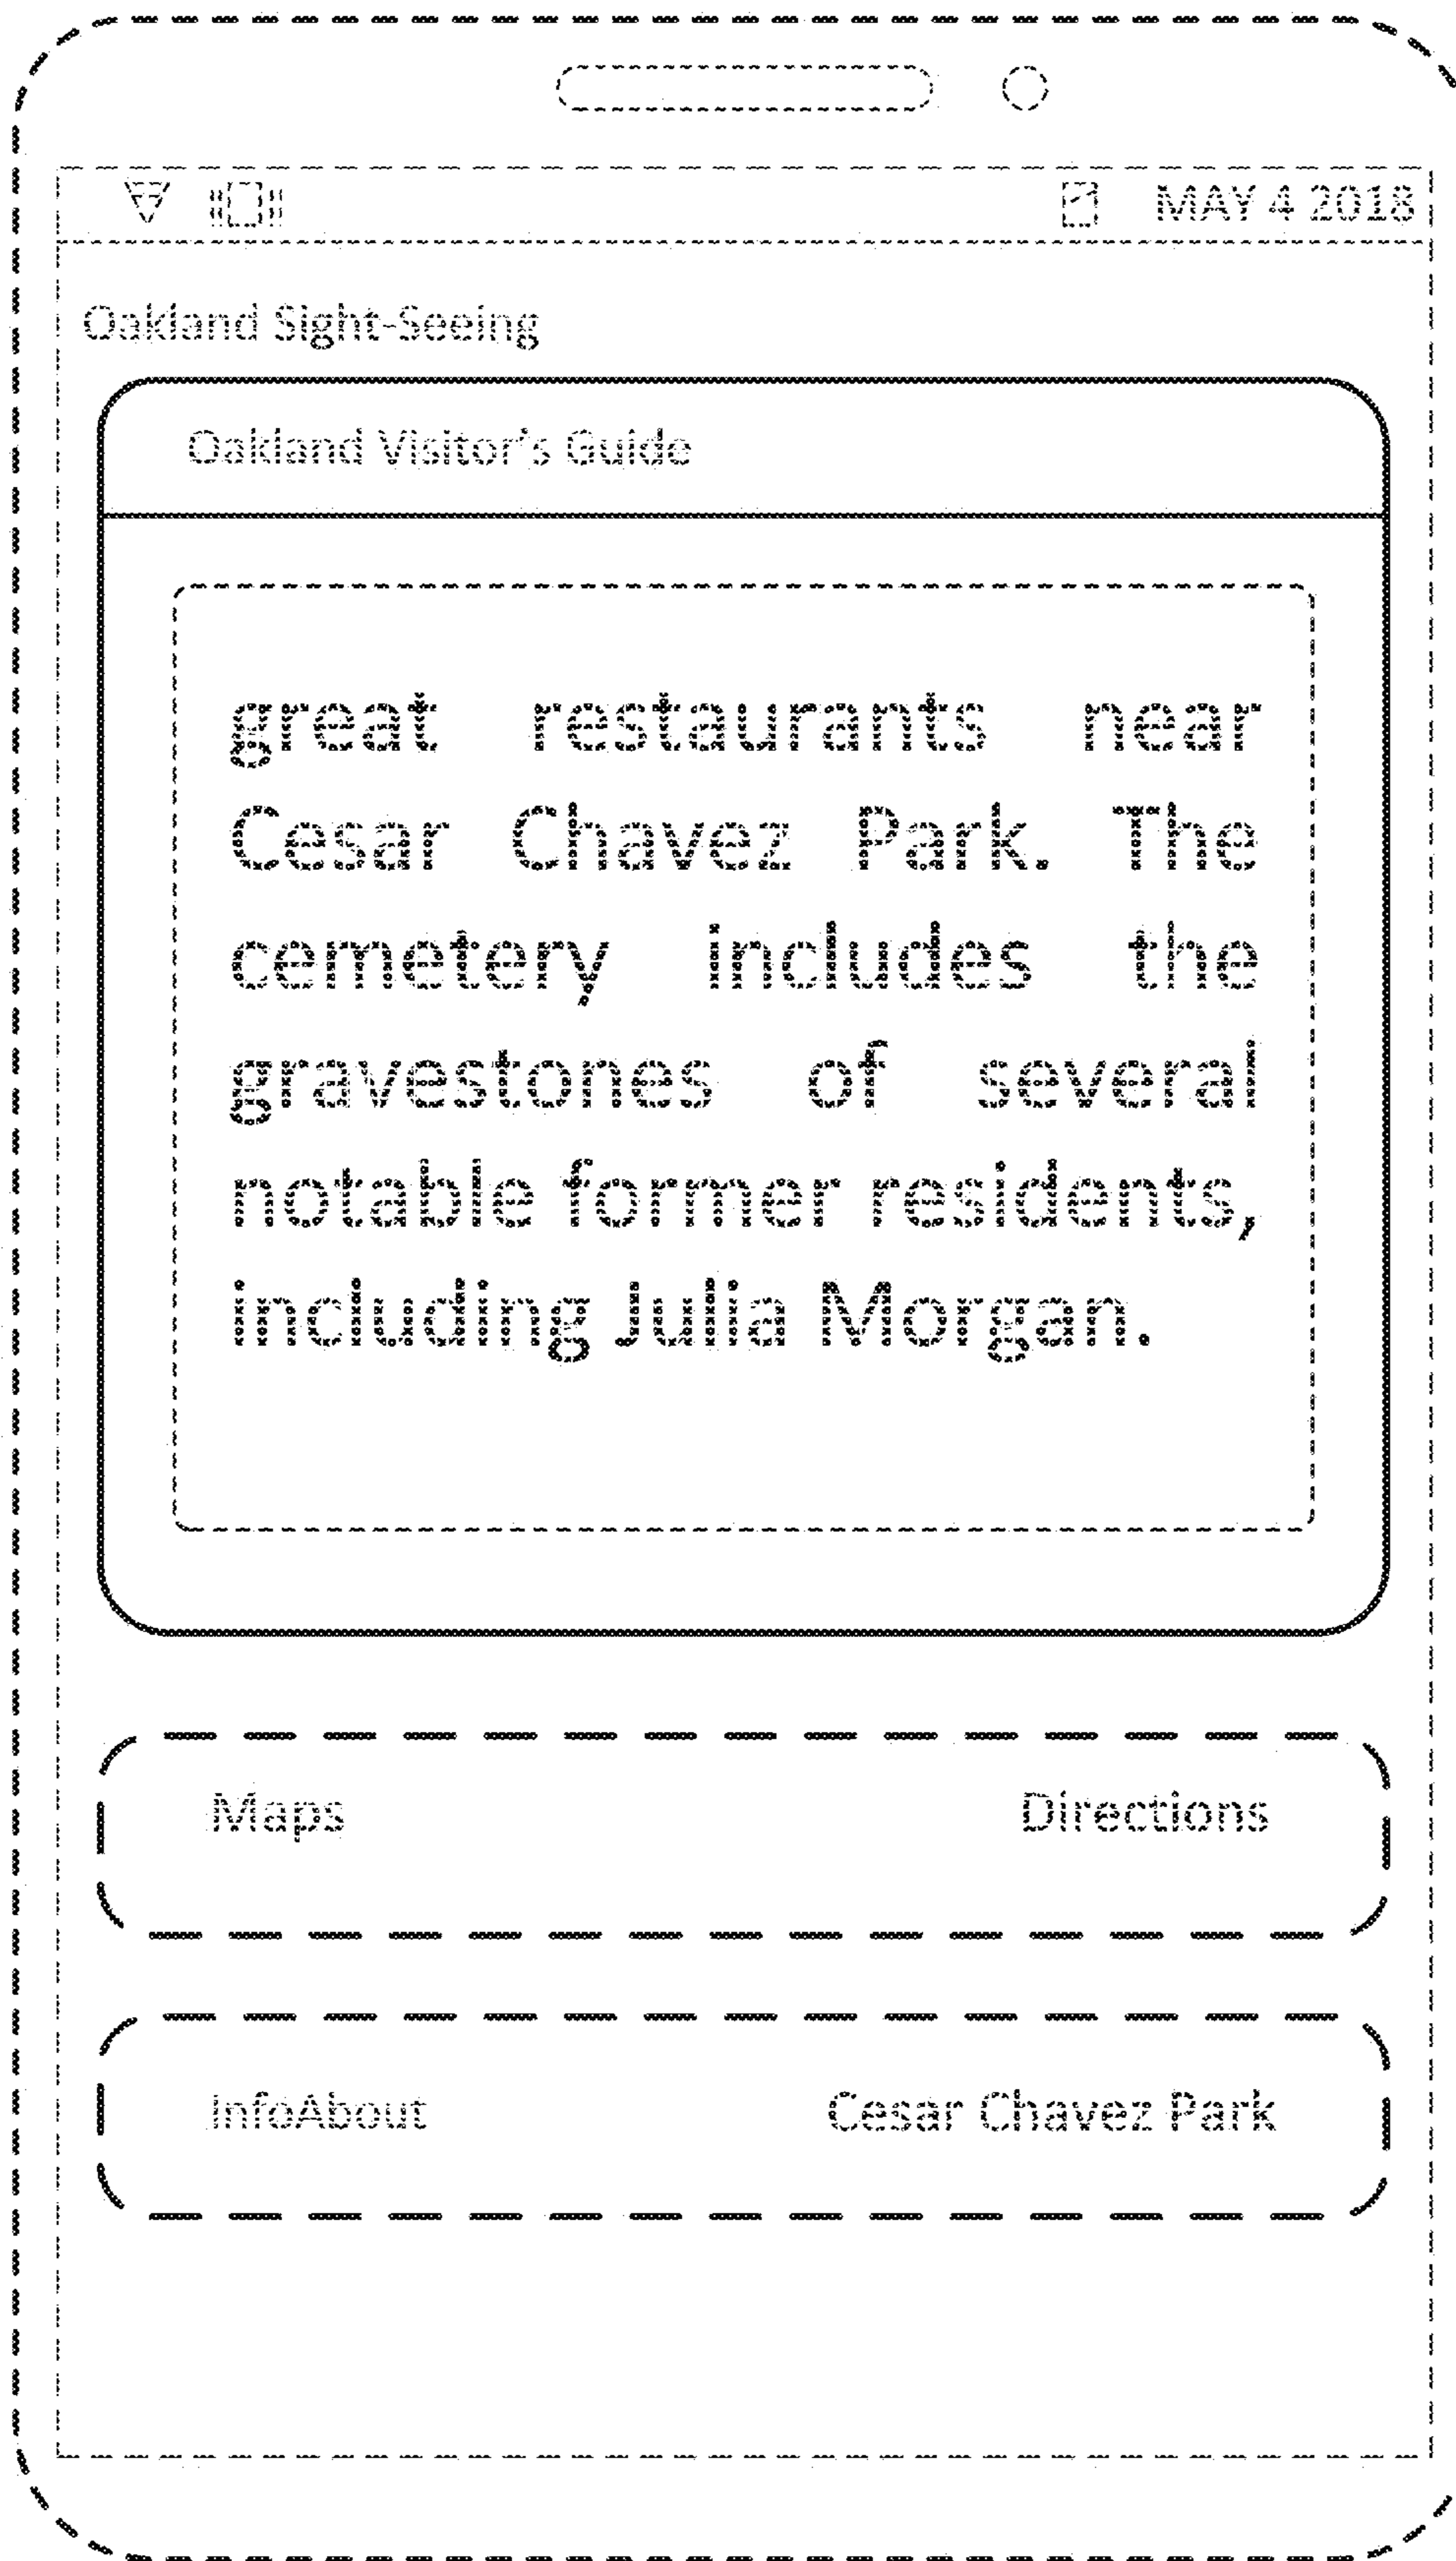 MAY 4 2018
Oakland Sight-Seeing
Oakland Visitor's Guide
great restaurants near
Cesar Chavez Park. The
cemetery includes the
gravestones of several
notable former residents,
including Julia Morgan.
Maps Directions
InfoAbout Cesar Chavez Park